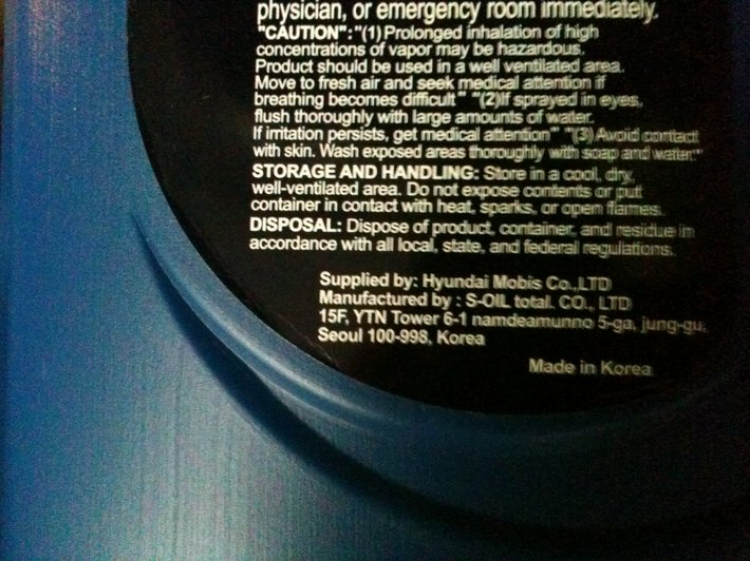 physician, or emergency room immediately.
"CAUTION":"(1)Prolonged inhalation of high
concentrations of vapor may be hazardous.
Product should be used in a well ventilated area.
Move to fresh air and seek medical attention if
breathing becomes difficult" "(2)If sprayed in eyes,
flush thoroughly with large amounts of water.
If irritation persists, get medical attention" "(3)Avoid contact
with skin. Wash exposed areas thoroughly with soap and water."
STORAGE AND HANDLING: Store in a cool, dry,
well-ventilated area. Do not expose contents or put
container in contact with heat, sparks, or open flames.
DISPOSAL: Dispose of product, container, and residue in
accordance with all local, state, and federal regulations.
Supplied by: Hyundai Mobis Co.,LTD
Manufactured by : S-OIL total. CO., LTD
15F, YTN Tower 6-1 namdeamunno 5-ga, jung-gu,
Seoul 100-998, Korea
Made in Korea